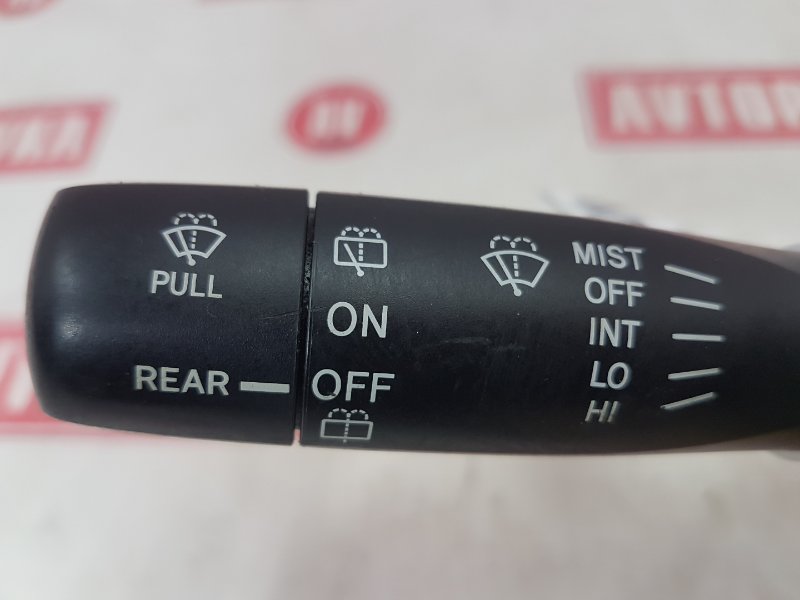 PULL
REAR
ON
OFF
MIST
OFF
INT
LO
HI